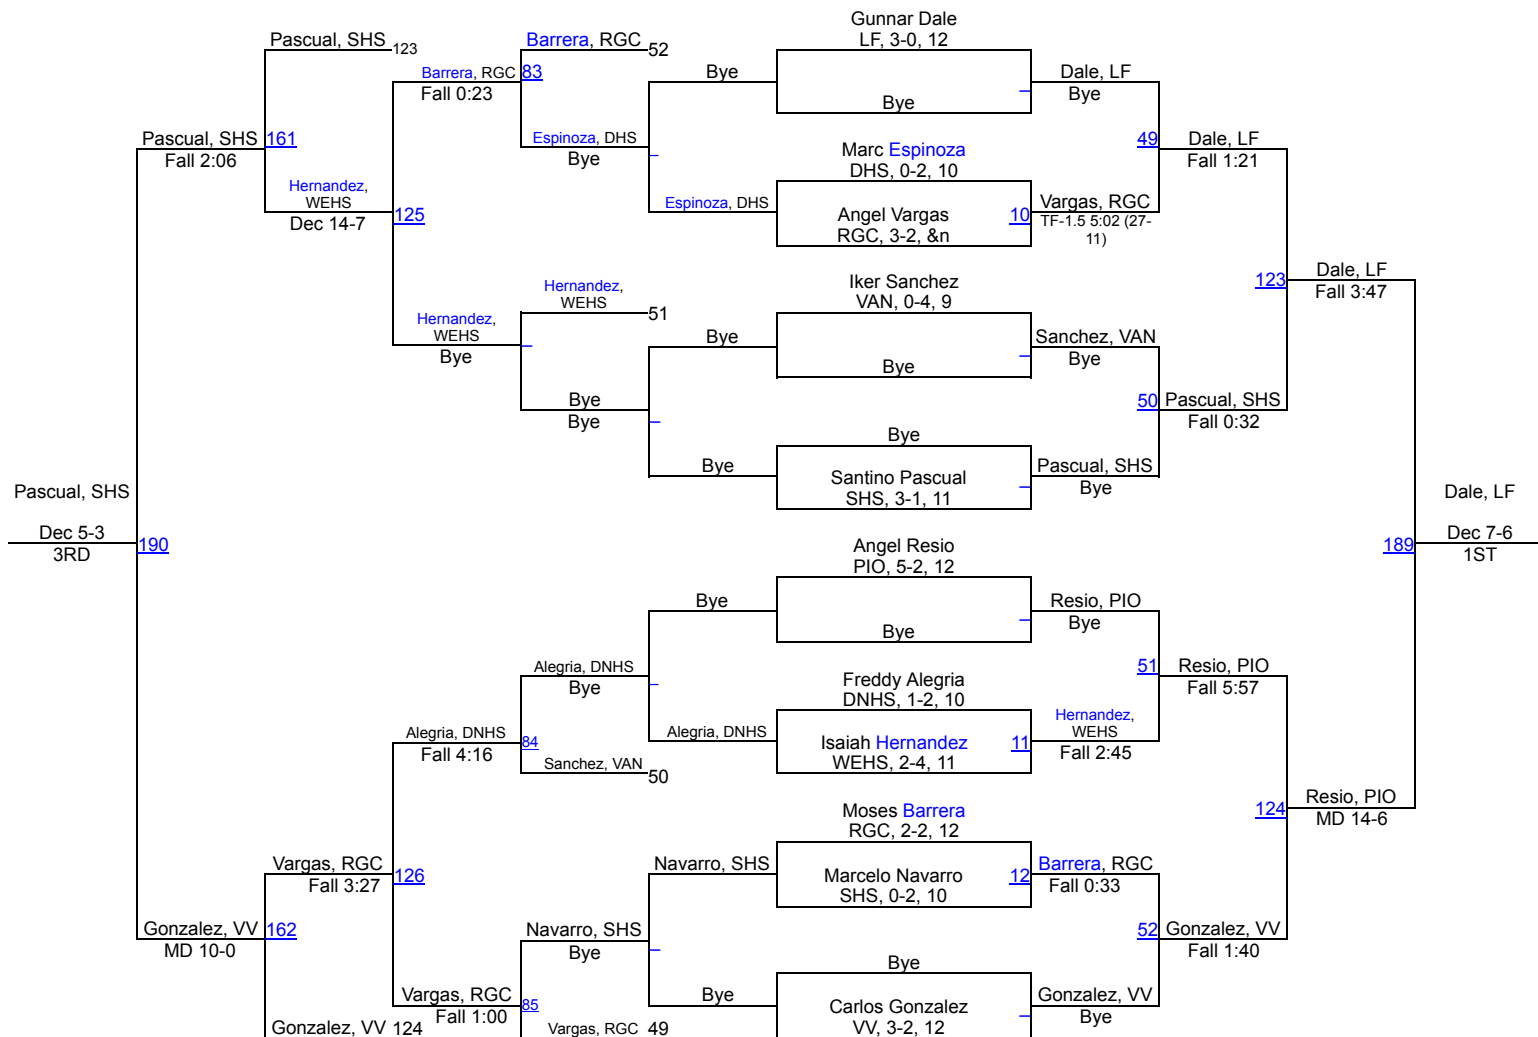 Gunnar Dale
LF, 3-0, 12
Pascual, SHS 123
Barrera, RGC 52
Barrera, RGC 83
Fall 0:23
Bye
Dale, LF
Bye
Bye
Pascual, SHS 161
Fall 2:06
Espinoza, DHS
Bye
49 Dale, LF
Fall 1:21
Marc Espinoza
DHS, 0-2, 10
Hernandez,
WEHS
Dec 14-7
125
Espinoza, DHS
Angel Vargas
RGC, 3-2, &n
10 Vargas, RGC
TF-1.5 5:02 (27-
11)
Iker Sanchez
VAN, 0-4, 9
123 Dale, LF
Fall 3:47
Hernandez,
WEHS
51
Hernandez,
WEHS
Bye
Bye
Sanchez, VAN
Bye
Bye
Bye
Bye
50 Pascual, SHS
Fall 0:32
Bye
Bye
Santino Pascual
SHS, 3-1, 11
Pascual, SHS
Bye
Pascual, SHS
Dec 5-3
3RD
190
Dale, LF
189 Dec 7-6
1ST
Angel Resio
PIO, 5-2, 12
Bye
Resio, PIO
Bye
Bye
Alegria, DNHS
Bye
51 Resio, PIO
Fall 5:57
Freddy Alegria
DNHS, 1-2, 10
Alegria, DNHS
Fall 4:16
84
Alegria, DNHS
Isaiah Hernandez
WEHS, 2-4, 11
11
Hernandez,
WEHS
Fall 2:45
Sanchez, VAN 50
Moses Barrera
RGC, 2-2, 12
124 Resio, PIO
MD 14-6
Vargas, RGC
Fall 3:27
126
Navarro, SHS
Marcelo Navarro
SHS, 0-2, 10
12 Barrera, RGC
Fall 0:33
Gonzalez, VV 162
MD 10-0
Navarro, SHS
Bye
52 Gonzalez, VV
Fall 1:40
Bye
Vargas, RGC
Fall 1:00
85
Bye
Carlos Gonzalez
VV, 3-2, 12
Gonzalez, VV
Bye
Gonzalez, VV 124
Vargas, RGC 49